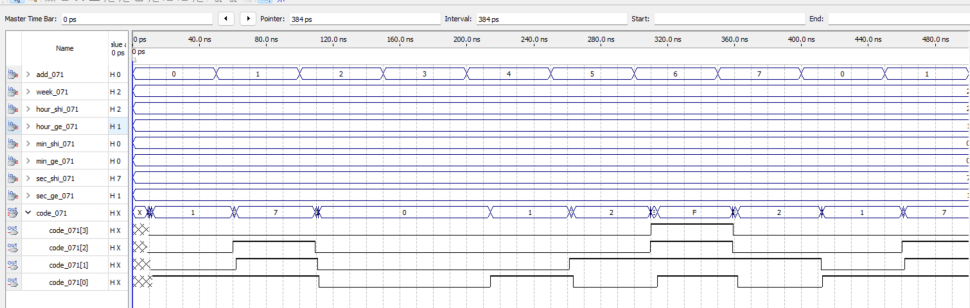 Master Time Bar: 0 ps Pointer: 384 ps Interval: 384 ps Start: End:
Name 0 ps 0 ps 40.0 ns 80.0 ns 120.0 ns 160.0 ns 200.0 ns 240.0 ns 280.0 ns 320.0 ns 360.0 ns 400.0 ns 440.0 ns 480.0 ns
0 ps
add_071 H 0 0 1 2 3 4 5 6 7 0 1
week_071 H 2
hour_shi_071 H 2
hour_ge_071 H 1
min_shi_071 H 0
min_ge_071 H 0
sec_shi_071 H 7
sec_ge_071 H 1
code_071 H X X 1 7 0 1 2 F 2 1 7
code_071[3] H X
code_071[2] H X
code_071[1] H X
code_071[0] H X